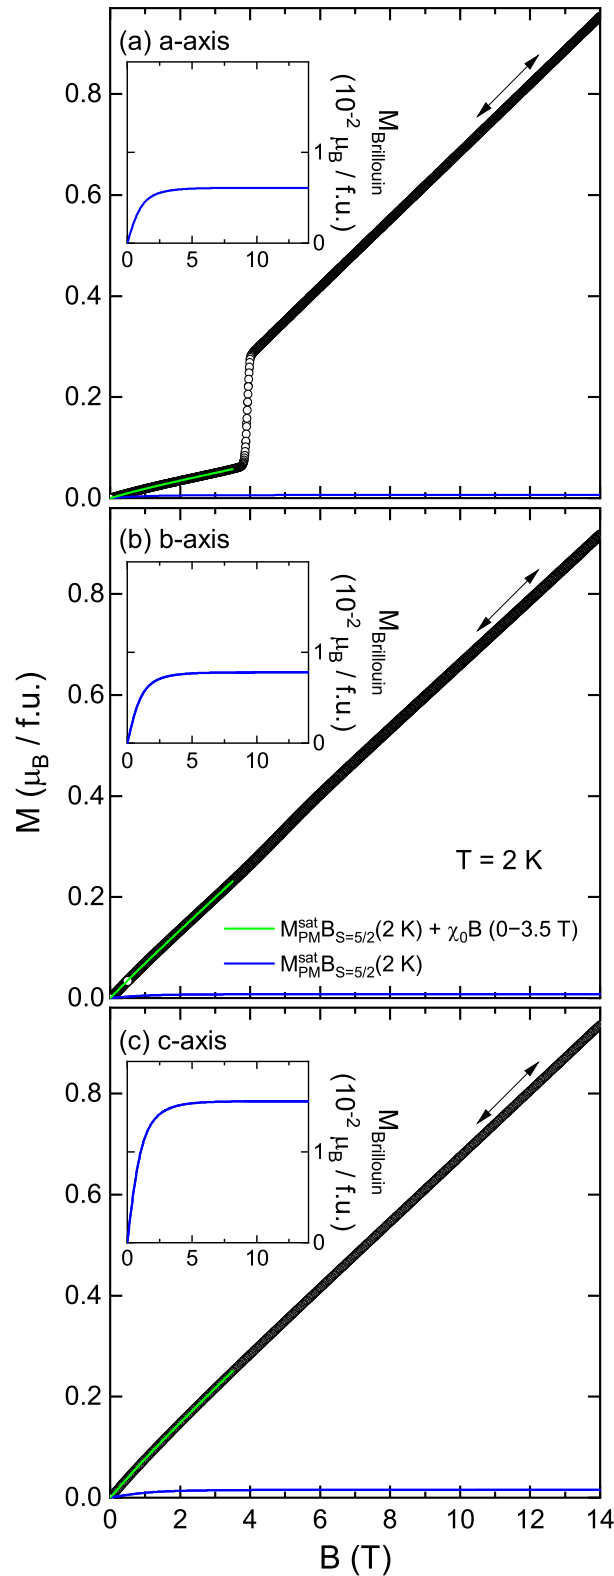 (a) a-axis
0.8
0.6
0.4
0.2
0.0
M_Brillouin
(10⁻² μ_B / f.u.)
1
0
0 5 10
(b) b-axis
0.8
0.6
0.4
0.2
0.0
M_Brillouin
(10⁻² μ_B / f.u.)
1
0
0 5 10
M (μ_B / f.u.)
T = 2 K
M_PM^sat B_S=5/2(2 K) + χ₀B (0−3.5 T)
M_PM^sat B_S=5/2(2 K)
(c) c-axis
0.8
0.6
0.4
0.2
0.0
M_Brillouin
(10⁻² μ_B / f.u.)
1
0
0 5 10
0 2 4 6 8 10 12 14
B (T)